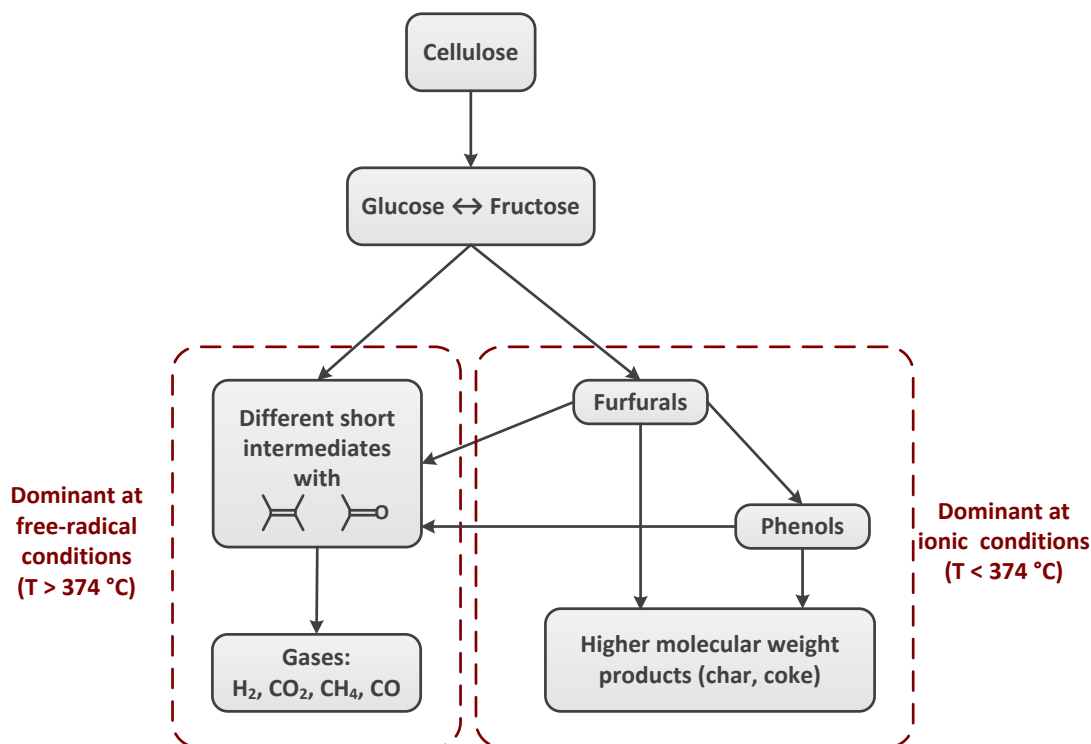 Cellulose
Glucose ↔ Fructose
Different short
intermediates
with
O
Furfurals
Phenols
Dominant at
free-radical
conditions
(T > 374 °C)
Dominant at
ionic  conditions
(T < 374 °C)
Gases:
H₂, CO₂, CH₄, CO
Higher molecular weight
products (char, coke)